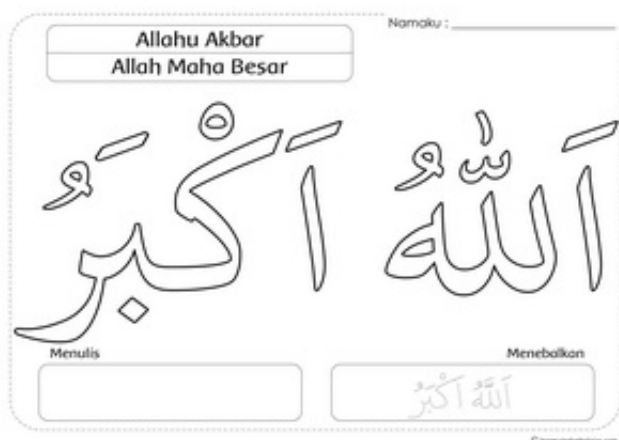 Namaku :
Allahu Akbar
Allah Maha Besar
اَللّٰهُ اَكْبَرُ
Menulis
Menebalkan
اَللّٰهُ اَكْبَرُ